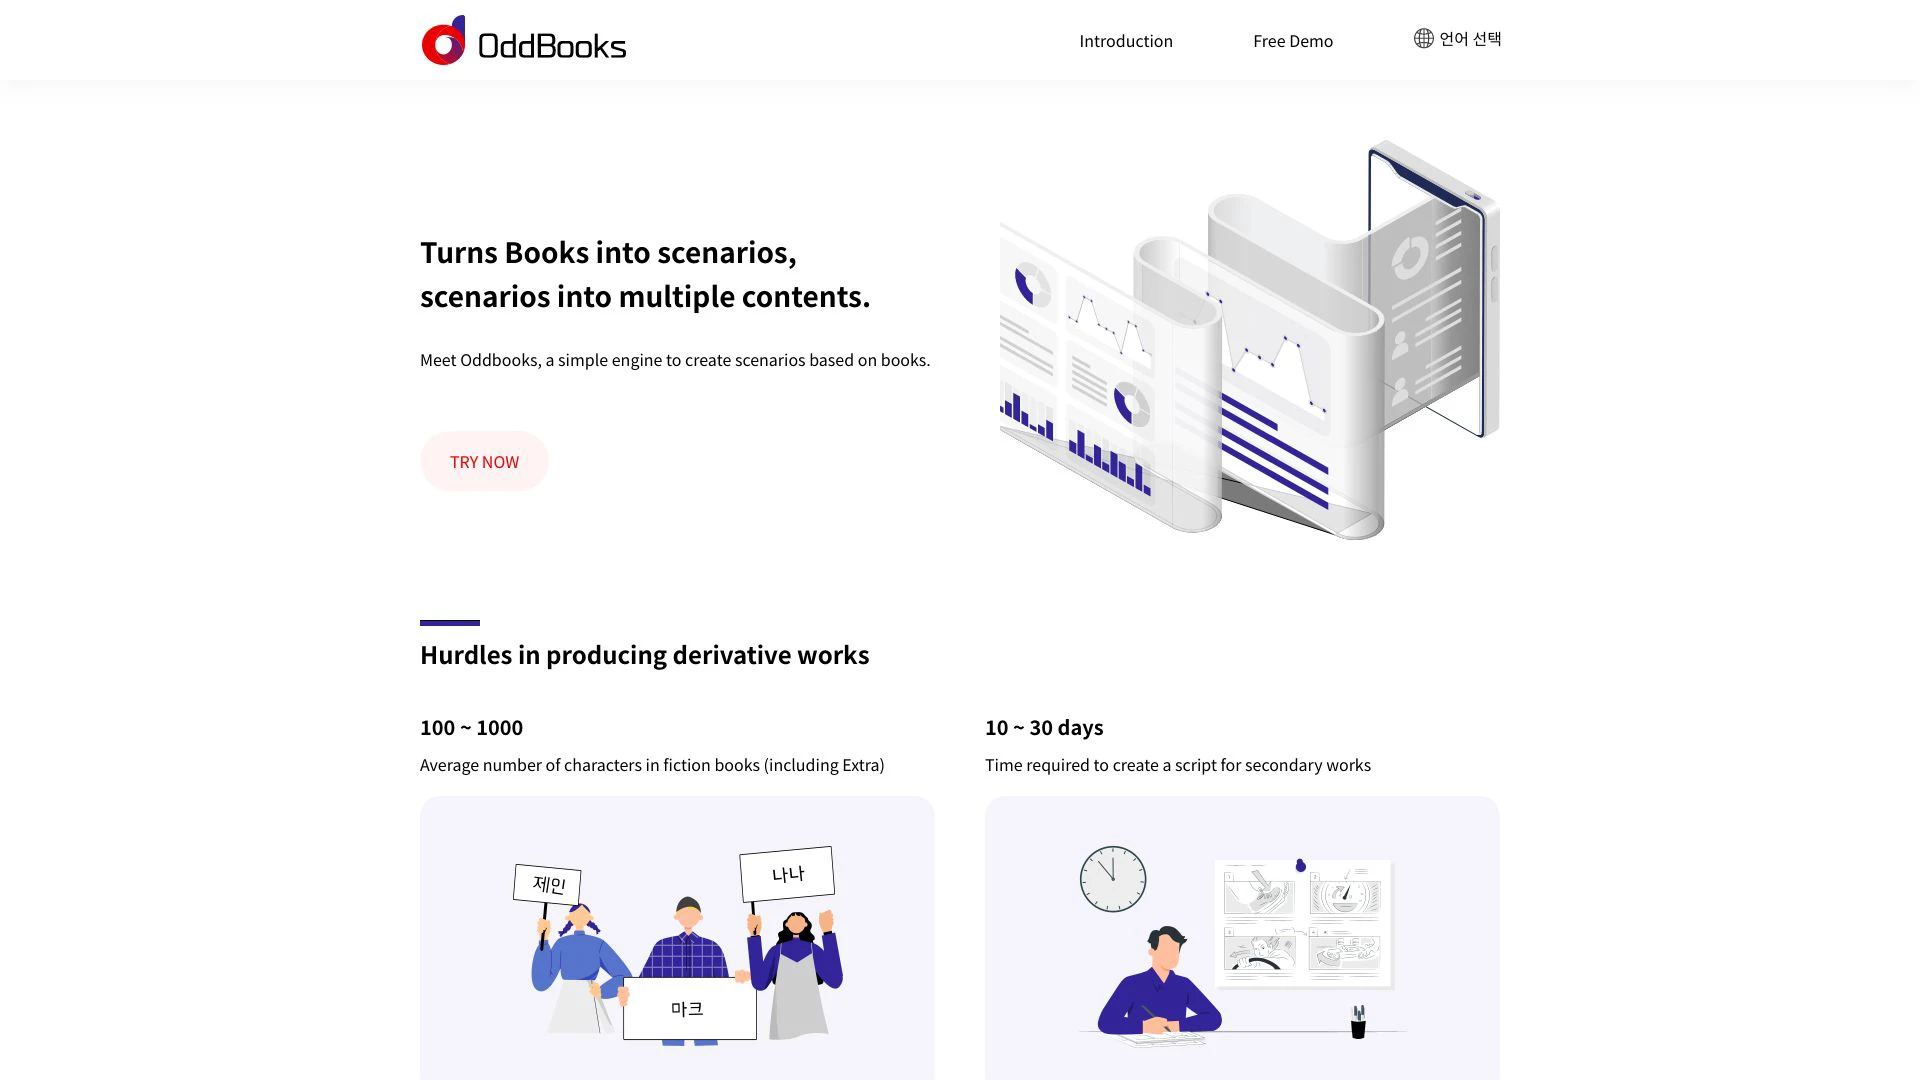 OddBooks
Introduction
Free Demo
언어 선택
Turns Books into scenarios,
scenarios into multiple contents.
Meet Oddbooks, a simple engine to create scenarios based on books.
TRY NOW
Hurdles in producing derivative works
100 ~ 1000
Average number of characters in fiction books (including Extra)
10 ~ 30 days
Time required to create a script for secondary works
제인
나나
마크